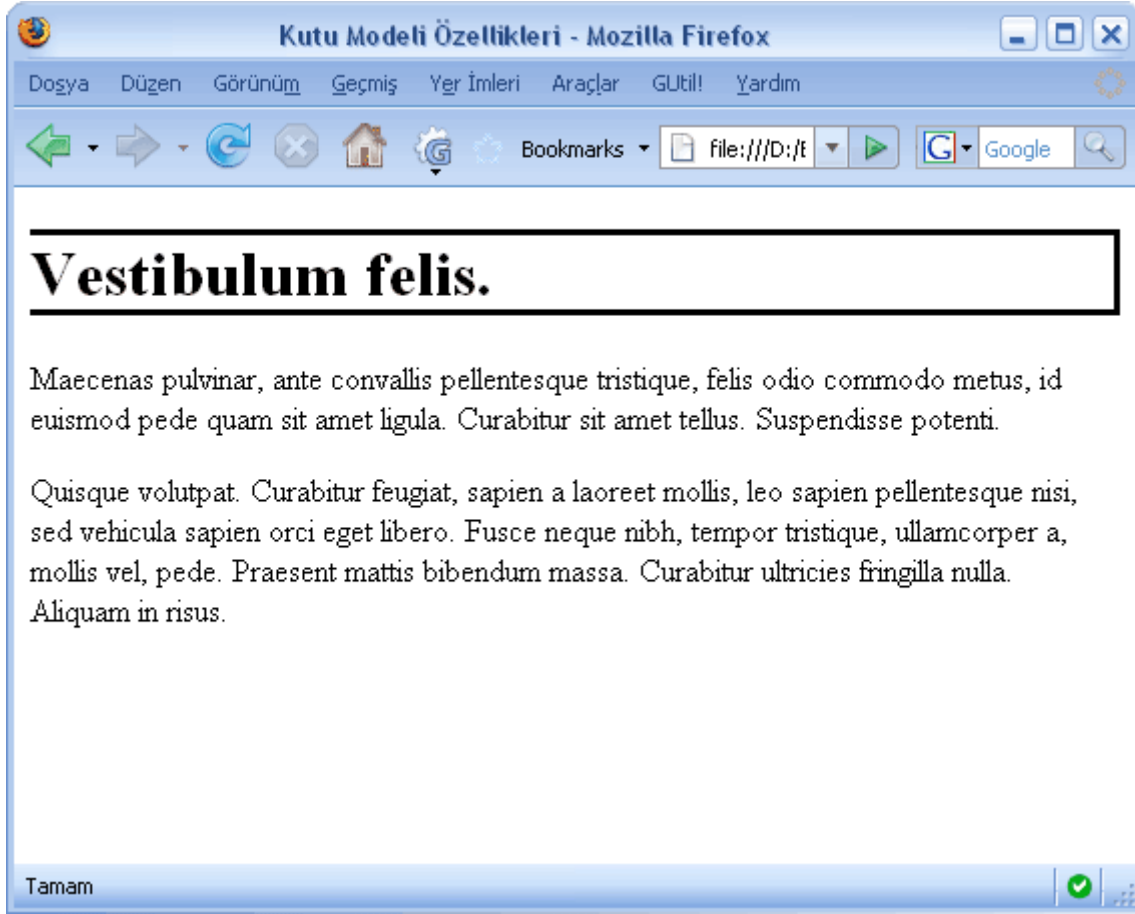 Kutu Modeli Özellikleri - Mozilla Firefox
Dosya Düzen Görünüm Geçmiş Yer İmleri Araçlar GUtil! Yardım
Bookmarks file:///D:/E G Google
Vestibulum felis.
Maecenas pulvinar, ante convallis pellentesque tristique, felis odio commodo metus, id
euismod pede quam sit amet ligula. Curabitur sit amet tellus. Suspendisse potenti.
Quisque volutpat. Curabitur feugiat, sapien a laoreet mollis, leo sapien pellentesque nisi,
sed vehicula sapien orci eget libero. Fusce neque nibh, tempor tristique, ullamcorper a,
mollis vel, pede. Praesent mattis bibendum massa. Curabitur ultricies fringilla nulla.
Aliquam in risus.
Tamam